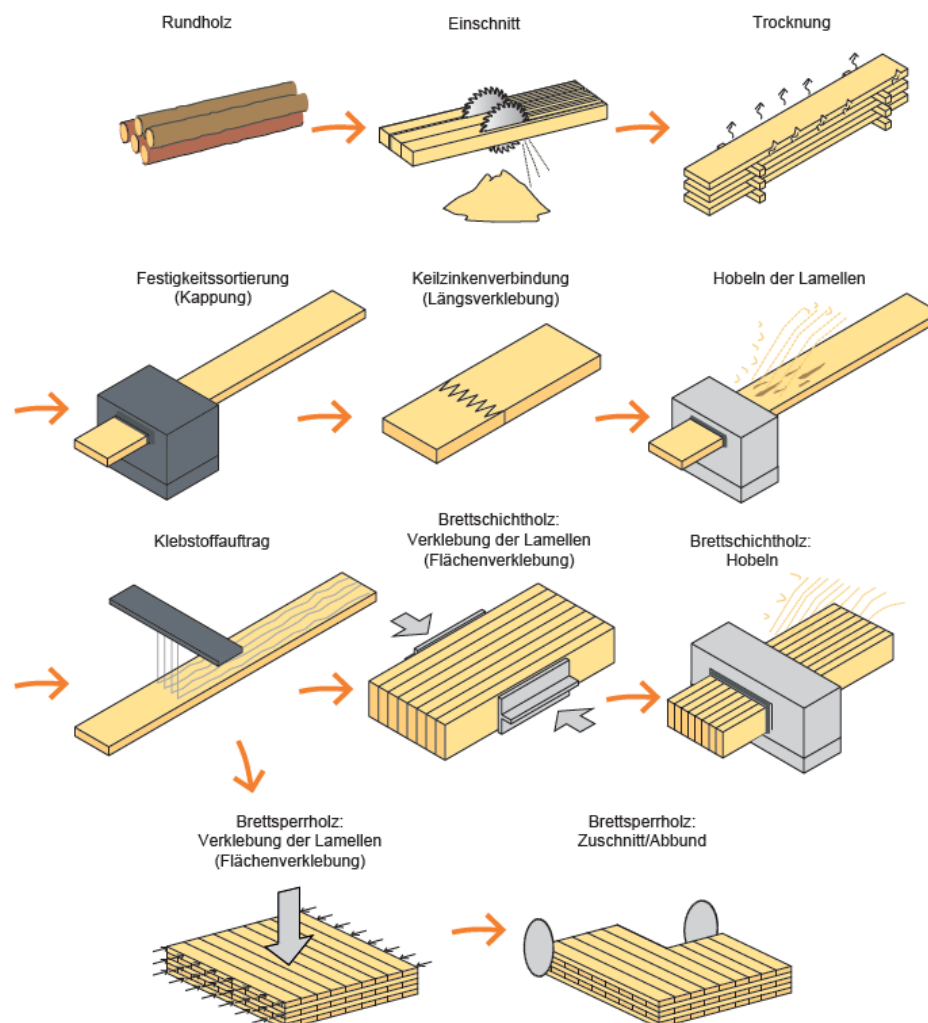 Rundholz
Einschnitt
Trocknung
Festigkeitssortierung
(Kappung)
Keilzinkenverbindung
(Längsverklebung)
Hobeln der Lamellen
Klebstoffauftrag
Brettschichtholz:
Verklebung der Lamellen
(Flächenverklebung)
Brettschichtholz:
Hobeln
Brettsperrholz:
Verklebung der Lamellen
(Flächenverklebung)
Brettsperrholz:
Zuschnitt/Abbund